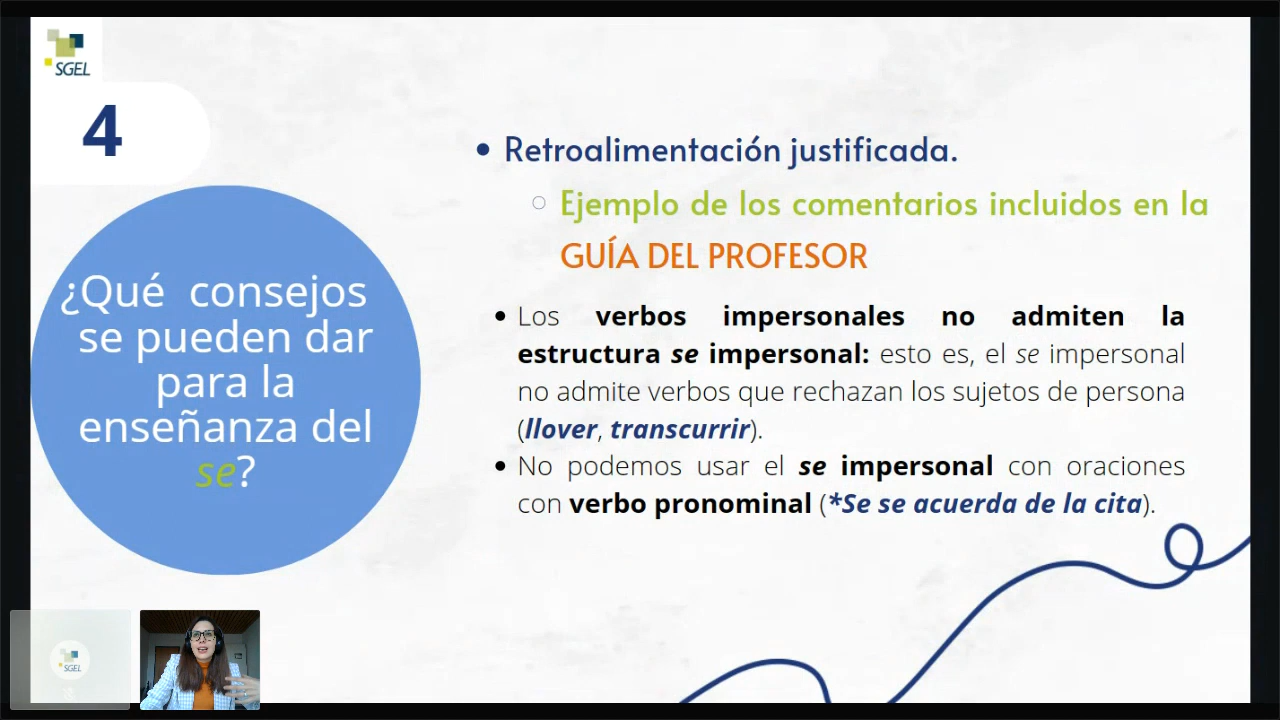 SGEL
4
¿Qué consejos
se pueden dar
para la
enseñanza del
se?
• Retroalimentación justificada.
○ Ejemplo de los comentarios incluidos en la
GUÍA DEL PROFESOR
• Los verbos impersonales no admiten la
estructura se impersonal: esto es, el se impersonal
no admite verbos que rechazan los sujetos de persona
(llover, transcurrir).
• No podemos usar el se impersonal con oraciones
con verbo pronominal (*Se se acuerda de la cita).
SGEL